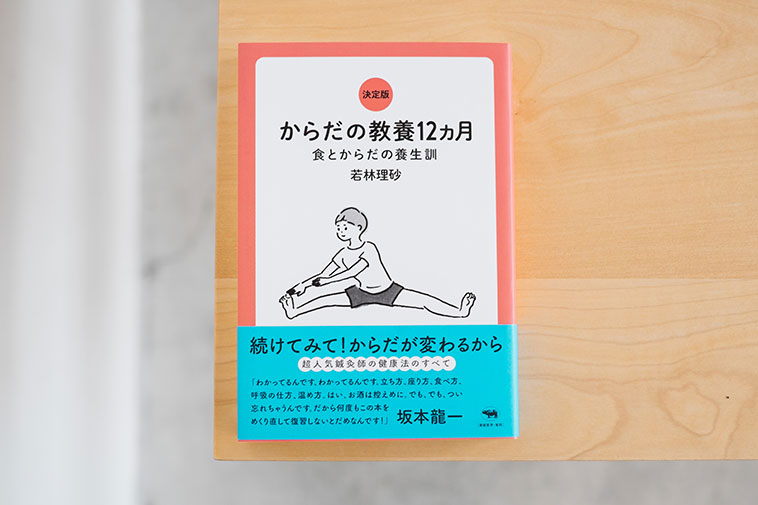 決定版
からだの教養12ヵ月
食とからだの養生訓
若林理砂
続けてみて!からだが変わるから
超人気鍼灸師の健康法のすべて
「わかってるんです、わかってるんです、立ち方、座り方、食べ方、
呼吸の仕方、温め方。はい、お酒は控えめに。でも、でも、つい
忘れちゃうんです。だから何度もこの本を
めくり直して復習しないとだめなんです!」
坂本龍一